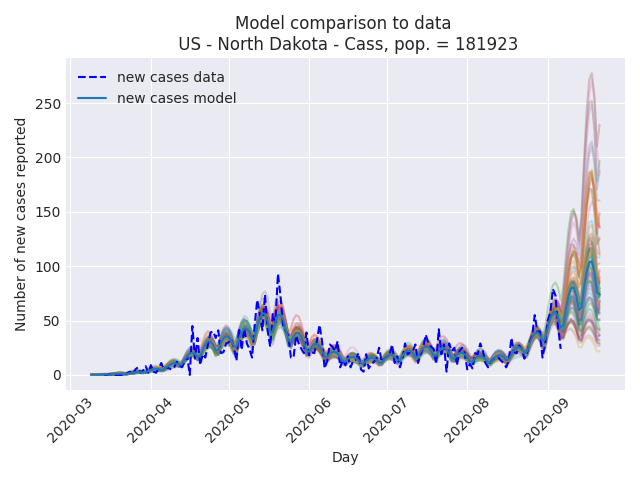 Model comparison to data
US - North Dakota - Cass, pop. = 181923
new cases data
new cases model
Number of new cases reported
250
200
150
100
50
0
2020-03
2020-04
2020-05
2020-06
2020-07
2020-08
2020-09
Day